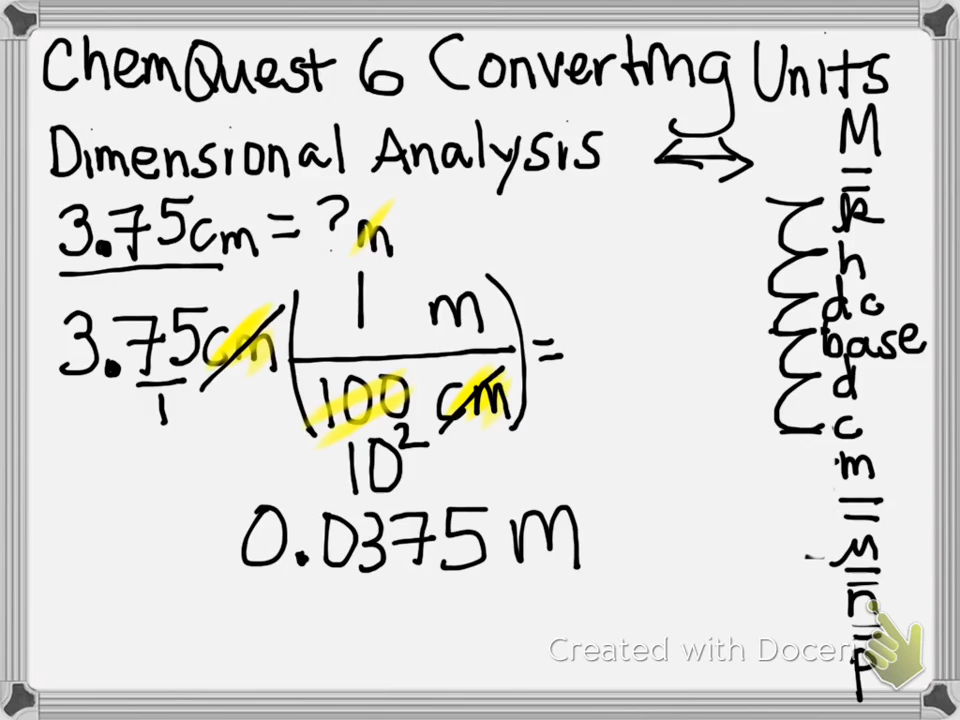 ChemQuest 6 Converting Units
Dimensional Analysis
3.75cm = ?m
3.75cm ( 1 m ) =
1
100 cm
10²
0.0375 m
M
k
h
da
base
d
c
m
μ
n
p
Created with Doceri